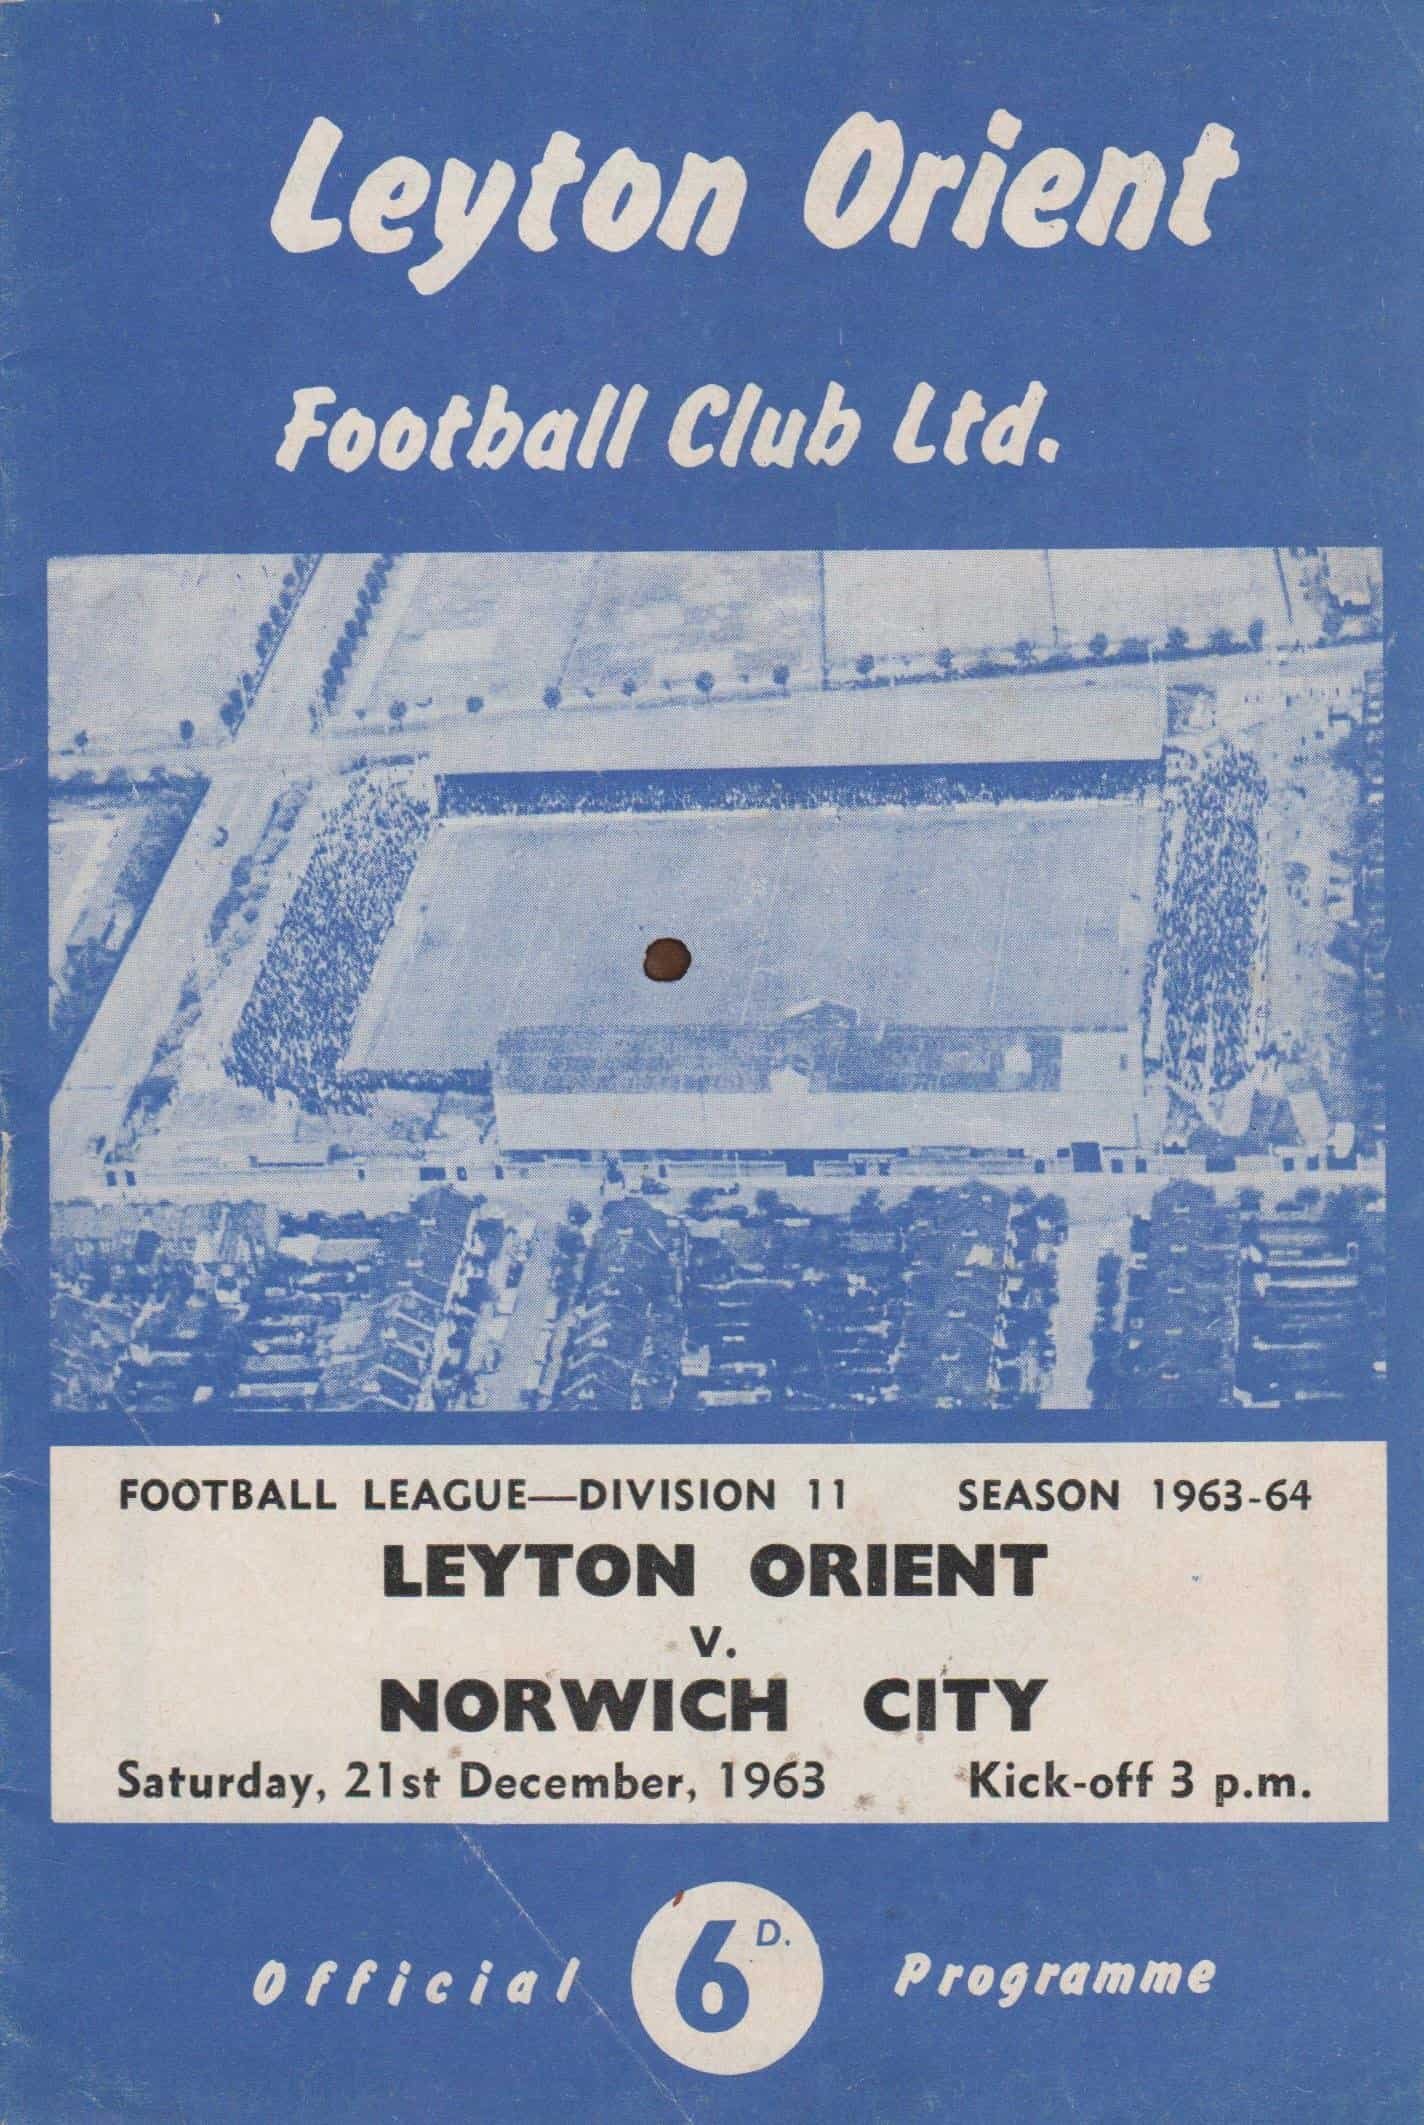 Leyton Orient
Football Club Ltd.
FOOTBALL LEAGUE—DIVISION 11 SEASON 1963-64
LEYTON ORIENT
v.
NORWICH CITY
Saturday, 21st December, 1963 Kick-off 3 p.m.
Official 6D. Programme